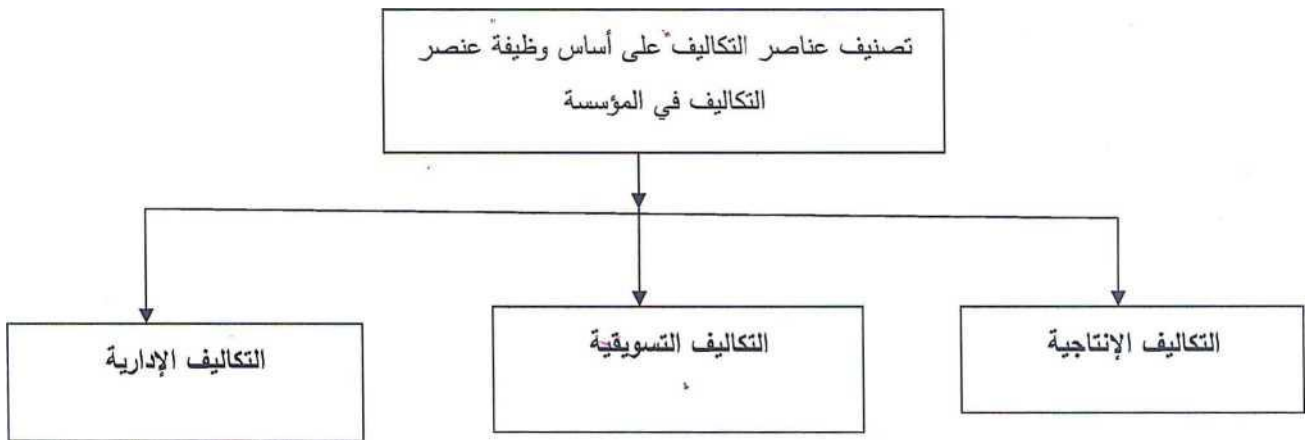 تصنيف عناصر التكاليف على أساس وظيفة عنصر
التكاليف في المؤسسة
التكاليف الإنتاجية
التكاليف التسويقية
التكاليف الإدارية